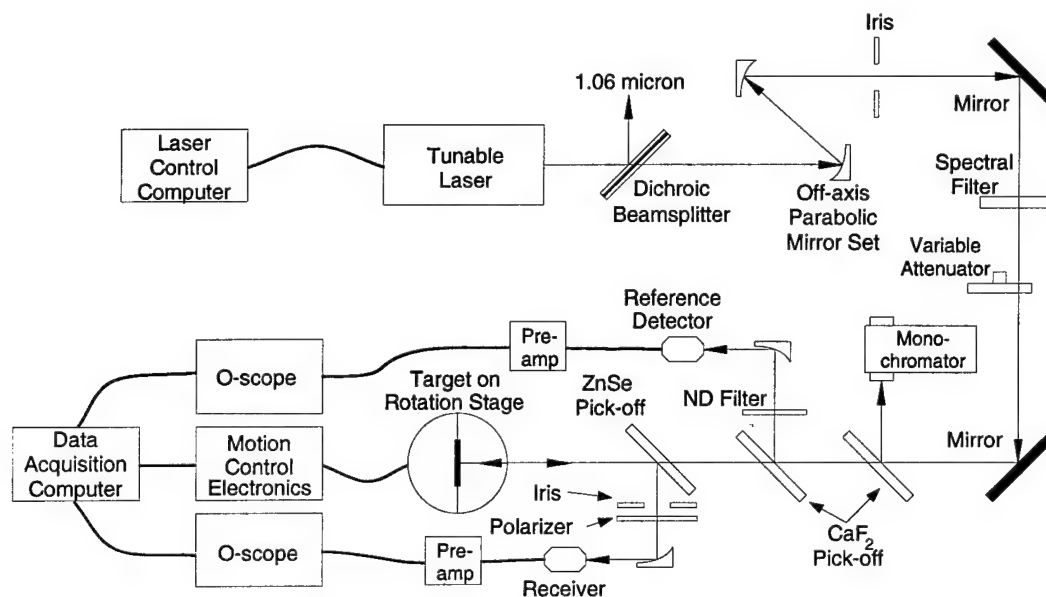 Iris
1.06 micron
Mirror
Laser
Control
Computer
Tunable
Laser
Dichroic
Beamsplitter
Off-axis
Parabolic
Mirror Set
Spectral
Filter
Variable
Attenuator
Reference
Detector
Pre-
amp
Mono-
chromator
O-scope
Target on
Rotation Stage
ZnSe
Pick-off
ND Filter
Data
Acquisition
Computer
Motion
Control
Electronics
Mirror
Iris
Polarizer
CaF₂
Pick-off
O-scope
Pre-
amp
Receiver